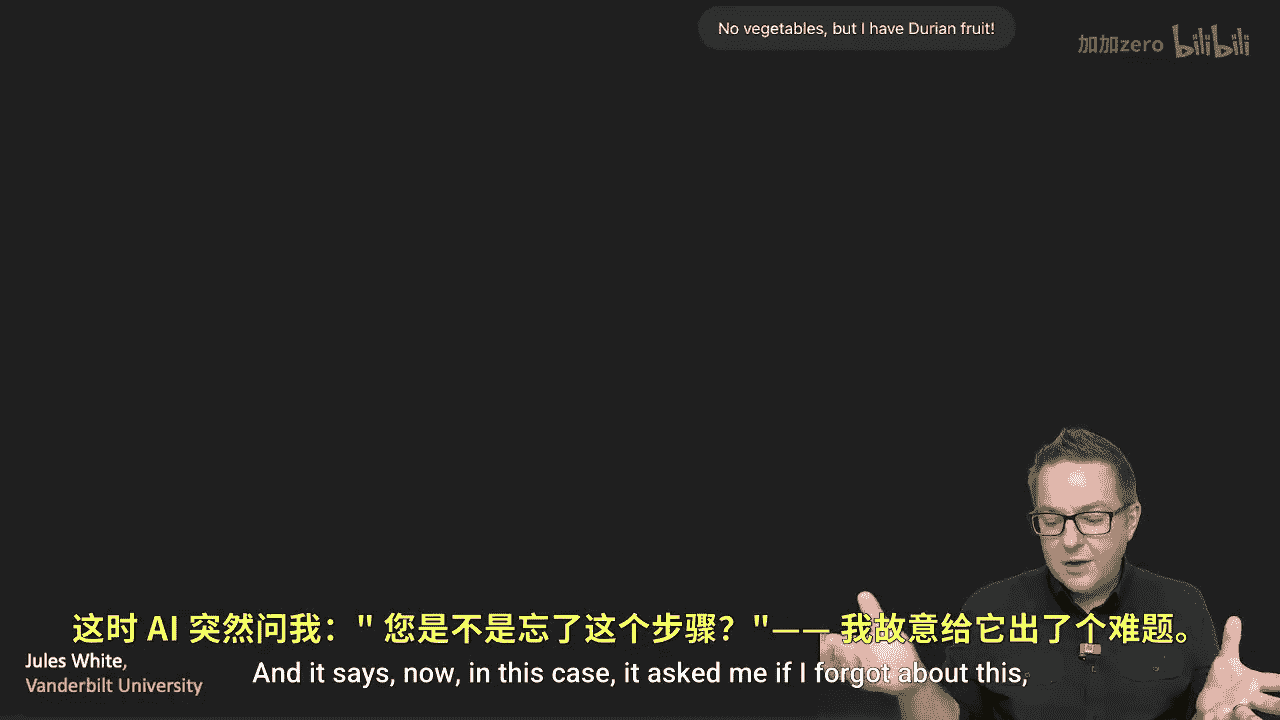 No vegetables, but I have Durian fruit!
加加zero bilibili
这时 AI 突然问我：" 您是不是忘了这个步骤？"—— 我故意给它出了个难题。
Jules White,
Vanderbilt University
And it says, now, in this case, it asked me if I forgot about this,